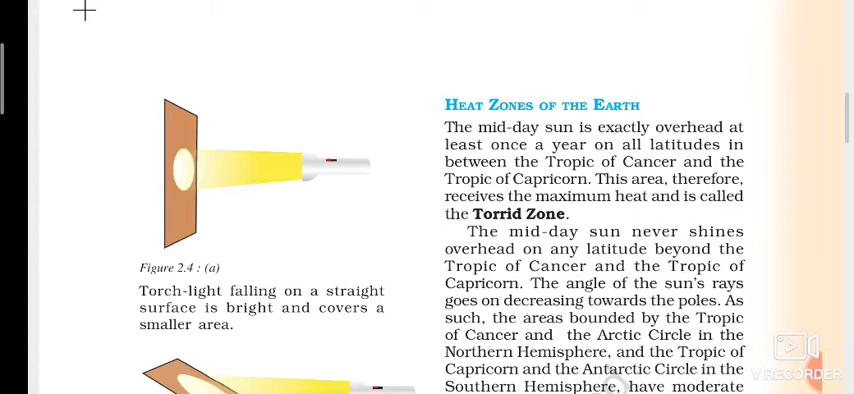 Figure 2.4 : (a)
Torch-light falling on a straight
surface is bright and covers a
smaller area.
HEAT ZONES OF THE EARTH
The mid-day sun is exactly overhead at
least once a year on all latitudes in
between the Tropic of Cancer and the
Tropic of Capricorn. This area, therefore,
receives the maximum heat and is called
the Torrid Zone.
The mid-day sun never shines
overhead on any latitude beyond the
Tropic of Cancer and the Tropic of
Capricorn. The angle of the sun's rays
goes on decreasing towards the poles. As
such, the areas bounded by the Tropic
of Cancer and the Arctic Circle in the
Northern Hemisphere, and the Tropic of
Capricorn and the Antarctic Circle in the
Southern Hemisphere, have moderate
V.RECORDER